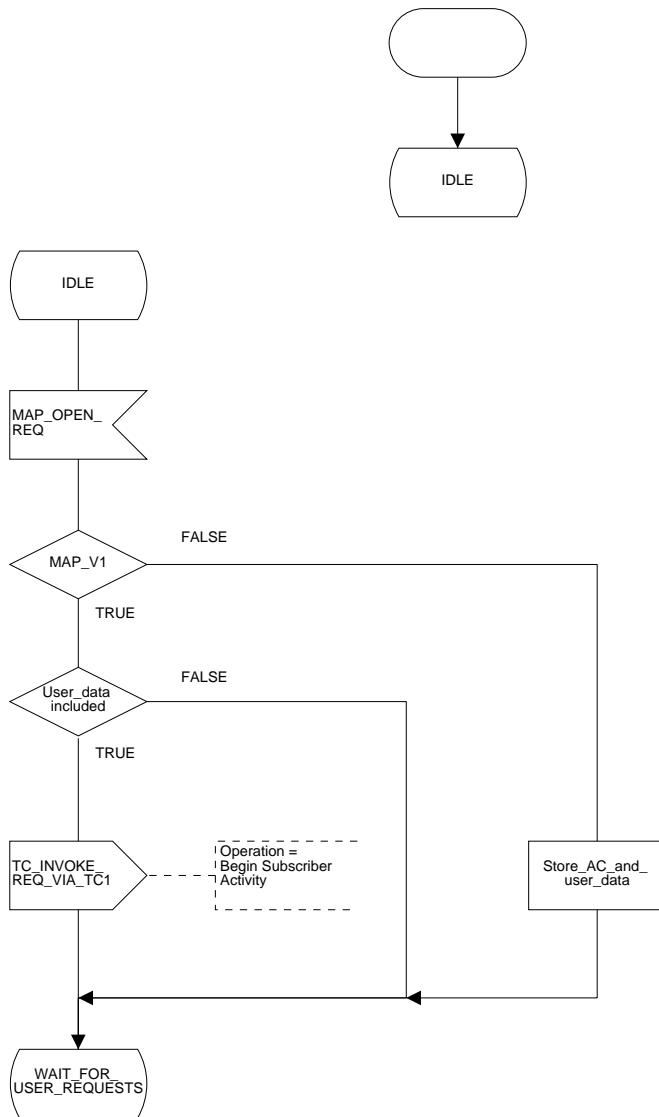 IDLE
IDLE
MAP_OPEN_
REQ
FALSE
MAP_V1
TRUE
FALSE
User_data
included
TRUE
TC_INVOKE_
REQ_VIA_TC1
Operation =
Begin Subscriber
Activity
Store_AC_and_
user_data
WAIT_FOR_
USER_REQUESTS